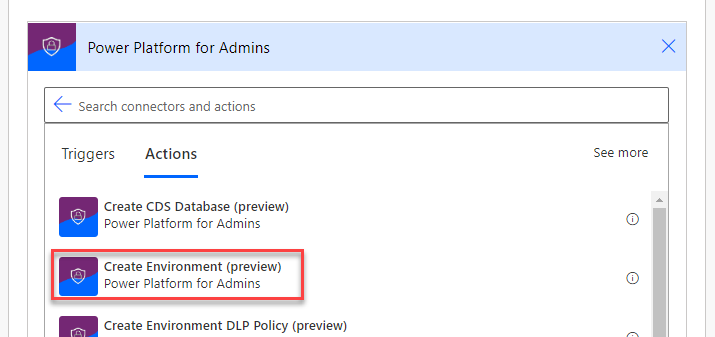 Power Platform for Admins
Search connectors and actions
Triggers Actions See more
Create CDS Database (preview)
Power Platform for Admins
Create Environment (preview)
Power Platform for Admins
Create Environment DLP Policy (preview)